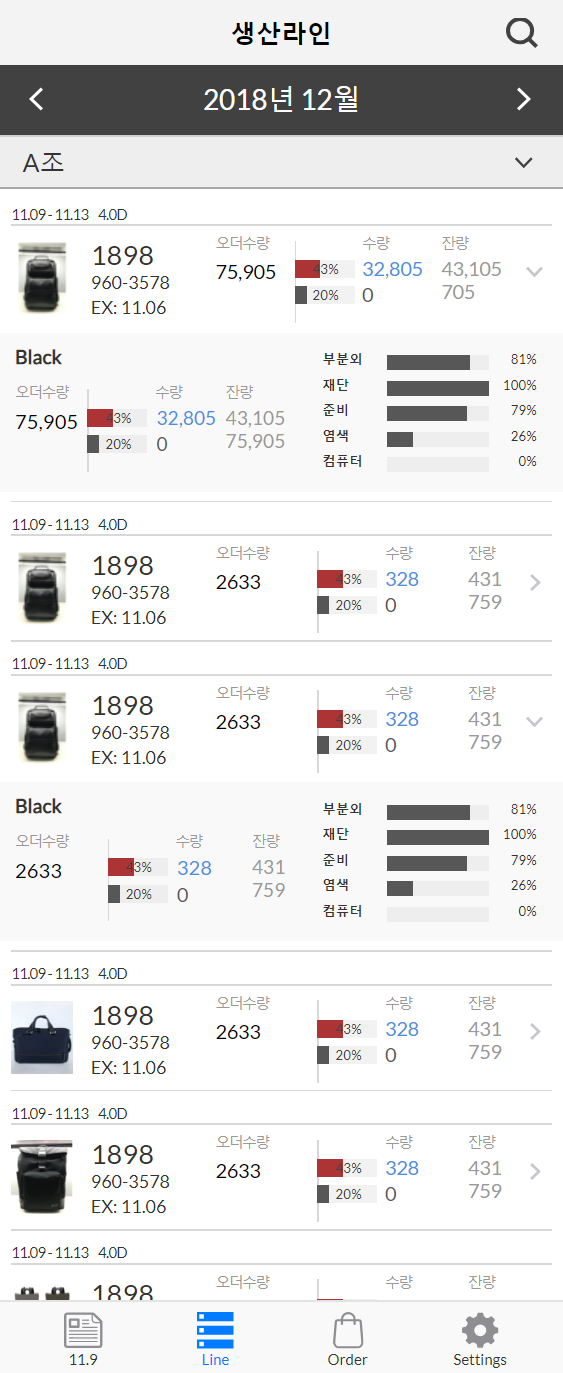 생산라인
2018년 12월
A조
11.09 - 11.13 4.0D
1898
960-3578
EX: 11.06
오더수량
75,905
43%
20%
수량
32,805
0
잔량
43,105
705
Black
오더수량
75,905
43%
20%
수량
32,805
0
잔량
43,105
75,905
부분외 81%
재단 100%
준비 79%
염색 26%
컴퓨터 0%
11.09 - 11.13 4.0D
1898
960-3578
EX: 11.06
오더수량
2633
43%
20%
수량
328
0
잔량
431
759
11.09 - 11.13 4.0D
1898
960-3578
EX: 11.06
오더수량
2633
43%
20%
수량
328
0
잔량
431
759
Black
오더수량
2633
43%
20%
수량
328
0
잔량
431
759
부분외 81%
재단 100%
준비 79%
염색 26%
컴퓨터 0%
11.09 - 11.13 4.0D
1898
960-3578
EX: 11.06
오더수량
2633
43%
20%
수량
328
0
잔량
431
759
11.09 - 11.13 4.0D
1898
960-3578
EX: 11.06
오더수량
2633
43%
20%
수량
328
0
잔량
431
759
11.09 - 11.13 4.0D
1898
오더수량
수량
잔량
11.9
Line
Order
Settings